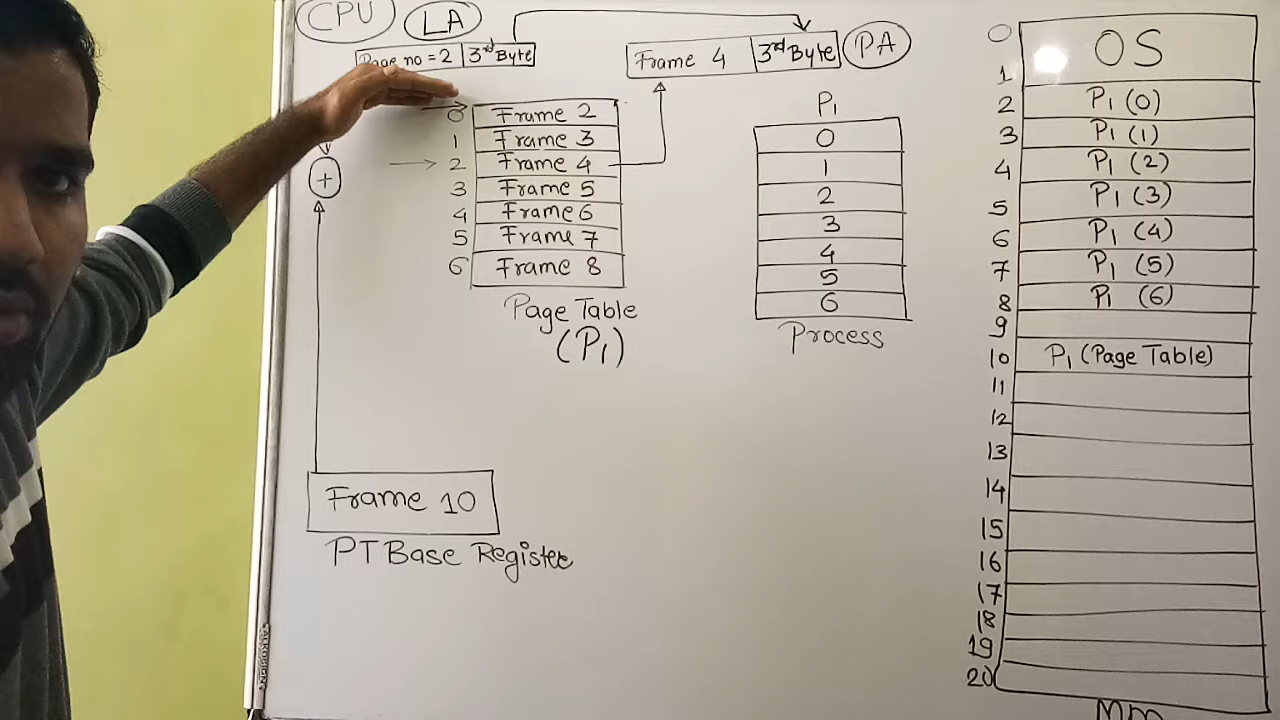 CPU
LA
Page no = 2 3rd Byte
Frame 4 3rd Byte
PA
0 Frame 2
1 Frame 3
2 Frame 4
3 Frame 5
4 Frame 6
5 Frame 7
6 Frame 8
Page Table
(P1)
+
Frame 10
PT Base Register
P1
0
1
2
3
4
5
6
Process
0 OS
1
2 P1 (0)
3 P1 (1)
4 P1 (2)
5 P1 (3)
6 P1 (4)
7 P1 (5)
8 P1 (6)
9
10 P1 (Page Table)
11
12
13
14
15
16
17
18
19
20
MM